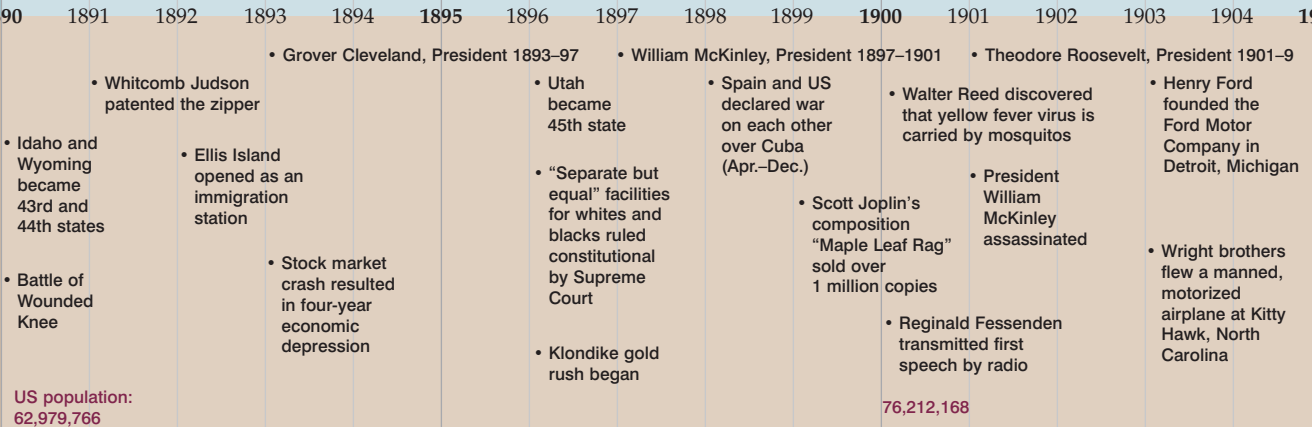 90 1891 1892 1893 1894 1895 1896 1897 1898 1899 1900 1901 1902 1903 1904 19
• Grover Cleveland, President 1893–97
• William McKinley, President 1897–1901
• Theodore Roosevelt, President 1901–9
• Whitcomb Judson
patented the zipper
• Idaho and
Wyoming
became
43rd and
44th states
• Battle of
Wounded
Knee
US population:
62,979,766
• Ellis Island
opened as an
immigration
station
• Stock market
crash resulted
in four-year
economic
depression
• Utah
became
45th state
• “Separate but
equal” facilities
for whites and
blacks ruled
constitutional
by Supreme
Court
• Klondike gold
rush began
• Spain and US
declared war
on each other
over Cuba
(Apr.–Dec.)
• Scott Joplin’s
composition
“Maple Leaf Rag”
sold over
1 million copies
• Walter Reed discovered
that yellow fever virus is
carried by mosquitos
• President
William
McKinley
assassinated
• Reginald Fessenden
transmitted first
speech by radio
76,212,168
• Henry Ford
founded the
Ford Motor
Company in
Detroit, Michigan
• Wright brothers
flew a manned,
motorized
airplane at Kitty
Hawk, North
Carolina